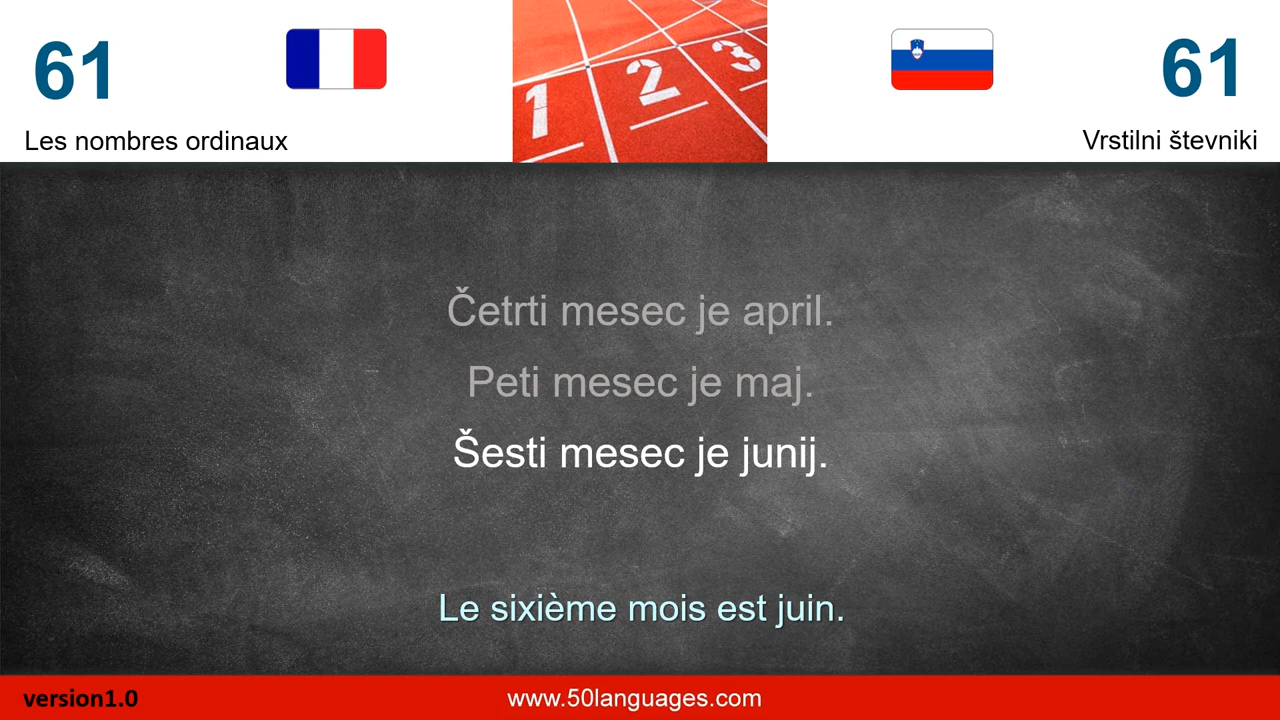 61
61
Les nombres ordinaux
1 2 3
Vrstilni števniki
Četrti mesec je april.
Peti mesec je maj.
Šesti mesec je junij.
Le sixième mois est juin.
version1.0
www.50languages.com